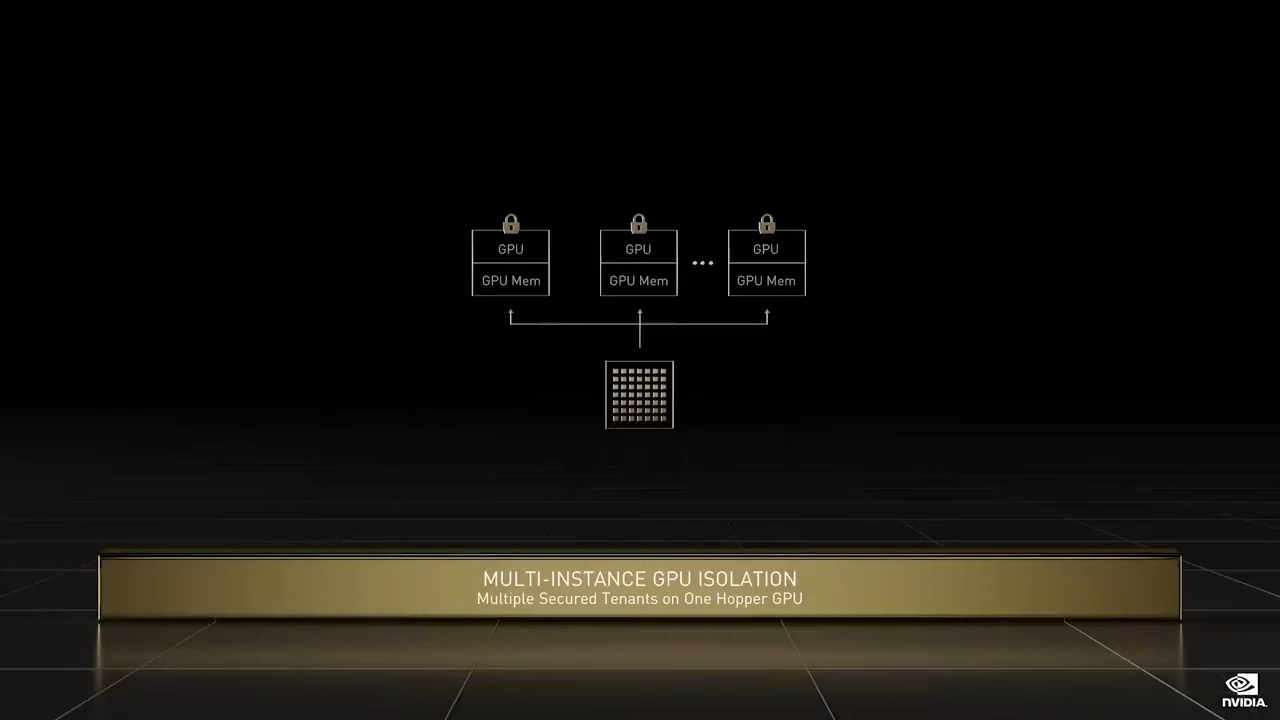 GPU
GPU
GPU
GPU Mem
GPU Mem
GPU Mem
MULTI-INSTANCE GPU ISOLATION
Multiple Secured Tenants on One Hopper GPU
NVIDIA.